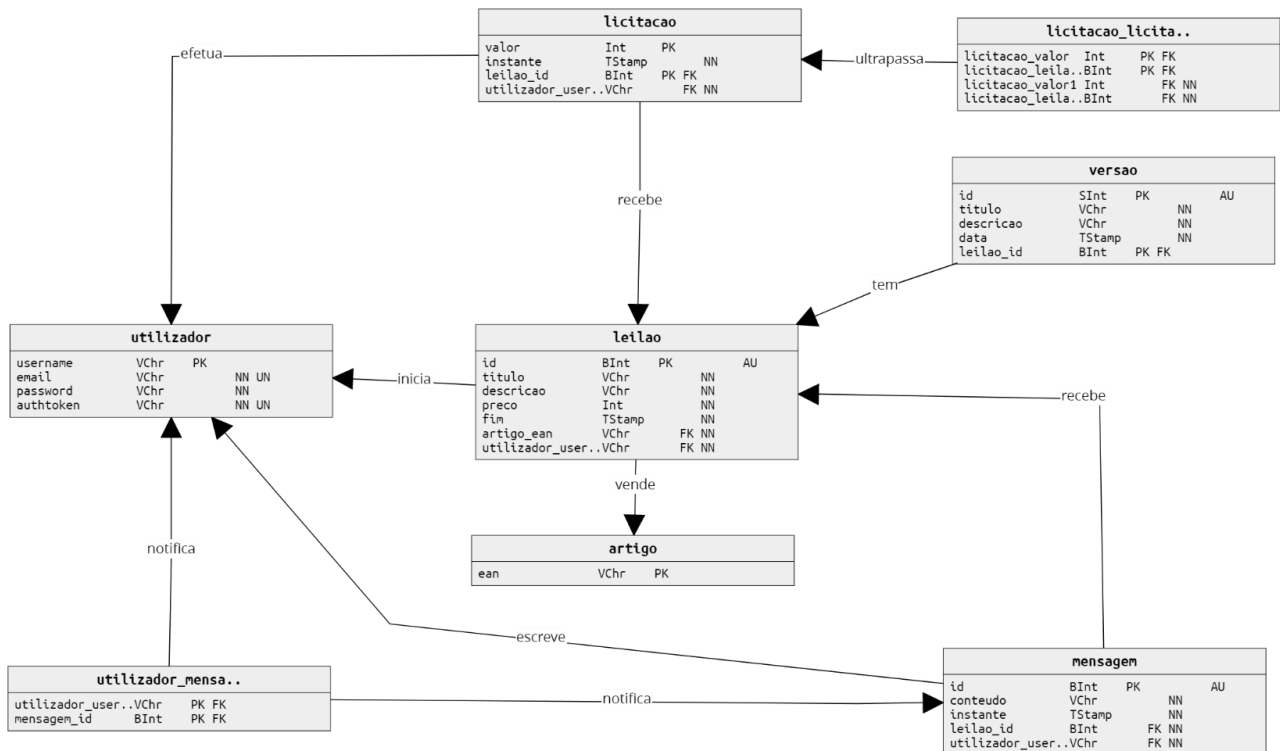 licitacao
valor Int PK
instante TStamp NN
leilao_id BInt PK FK
utilizador_user..VChr FK NN
efetua
ultrapassa
licitacao_licita..
licitacao_valor Int PK FK
licitacao_leila..BInt PK FK
licitacao_valor1 Int FK NN
licitacao_leila..BInt FK NN
recebe
versao
id SInt PK AU
titulo VChr NN
descricao VChr NN
data TStamp NN
leilao_id BInt PK FK
tem
utilizador
username VChr PK
email VChr NN UN
password VChr NN
authtoken VChr NN UN
inicia
leilao
id BInt PK AU
titulo VChr NN
descricao VChr NN
preco Int NN
fim TStamp NN
artigo_ean VChr FK NN
utilizador_user..VChr FK NN
recebe
vende
artigo
ean VChr PK
notifica
escreve
utilizador_mensa..
utilizador_user..VChr PK FK
mensagem_id BInt PK FK
notifica
mensagem
id BInt PK AU
conteudo VChr NN
instante TStamp NN
leilao_id BInt FK NN
utilizador_user..VChr FK NN